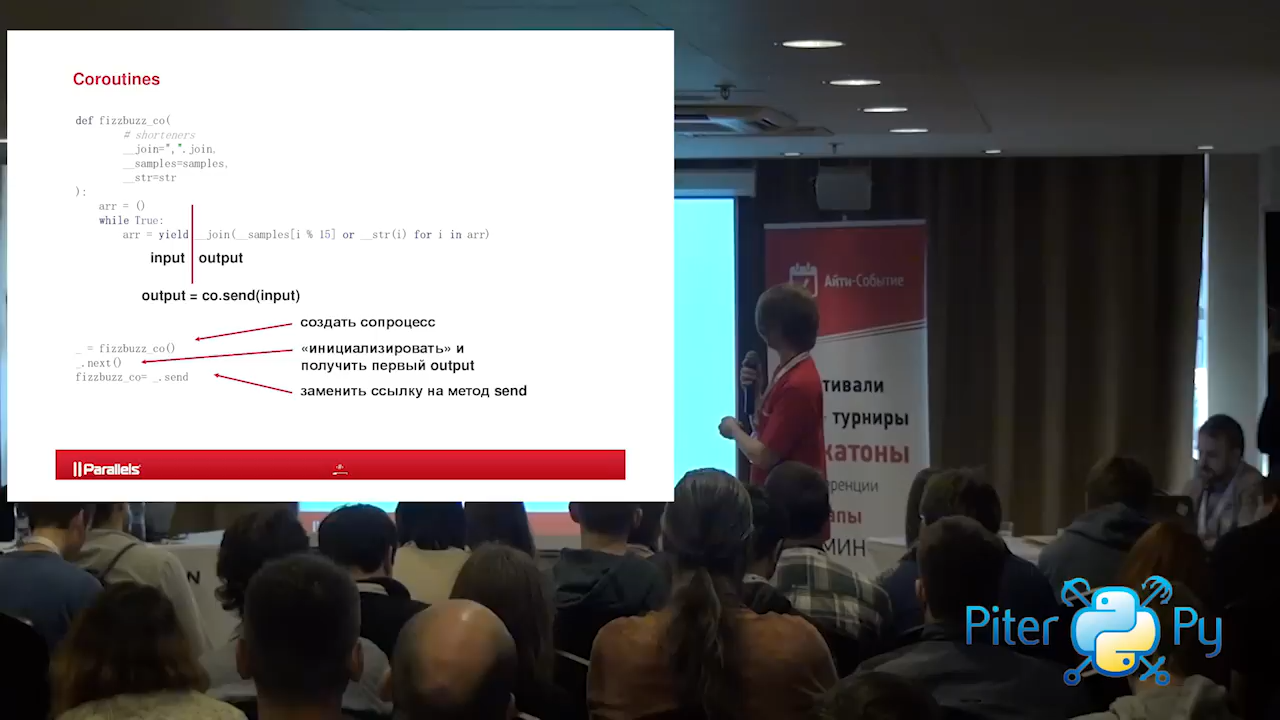 Coroutines
def fizzbuzz_co(
# shorteners
__join=",".join,
__samples=samples,
__str=str
):
arr = ()
while True:
arr = yield __join(__samples[i % 15] or __str(i) for i in arr)
input output
output = co.send(input)
создать сопроцесс
_ = fizzbuzz_co()
«инициализировать» и
_.next()
получить первый output
fizzbuzz_co= _.send
заменить ссылку на метод send
Parallels
Айти-Событие
тивали
турниры
катоны
ренции
апы
МИН
Piter Py